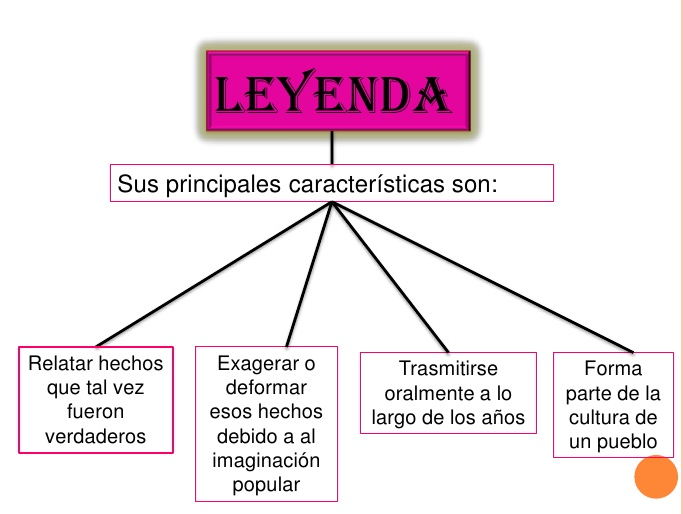 LEYENDA
Sus principales características son:
Relatar hechos
que tal vez
fueron
verdaderos
Exagerar o
deformar
esos hechos
debido a al
imaginación
popular
Trasmitirse
oralmente a lo
largo de los años
Forma
parte de la
cultura de
un pueblo